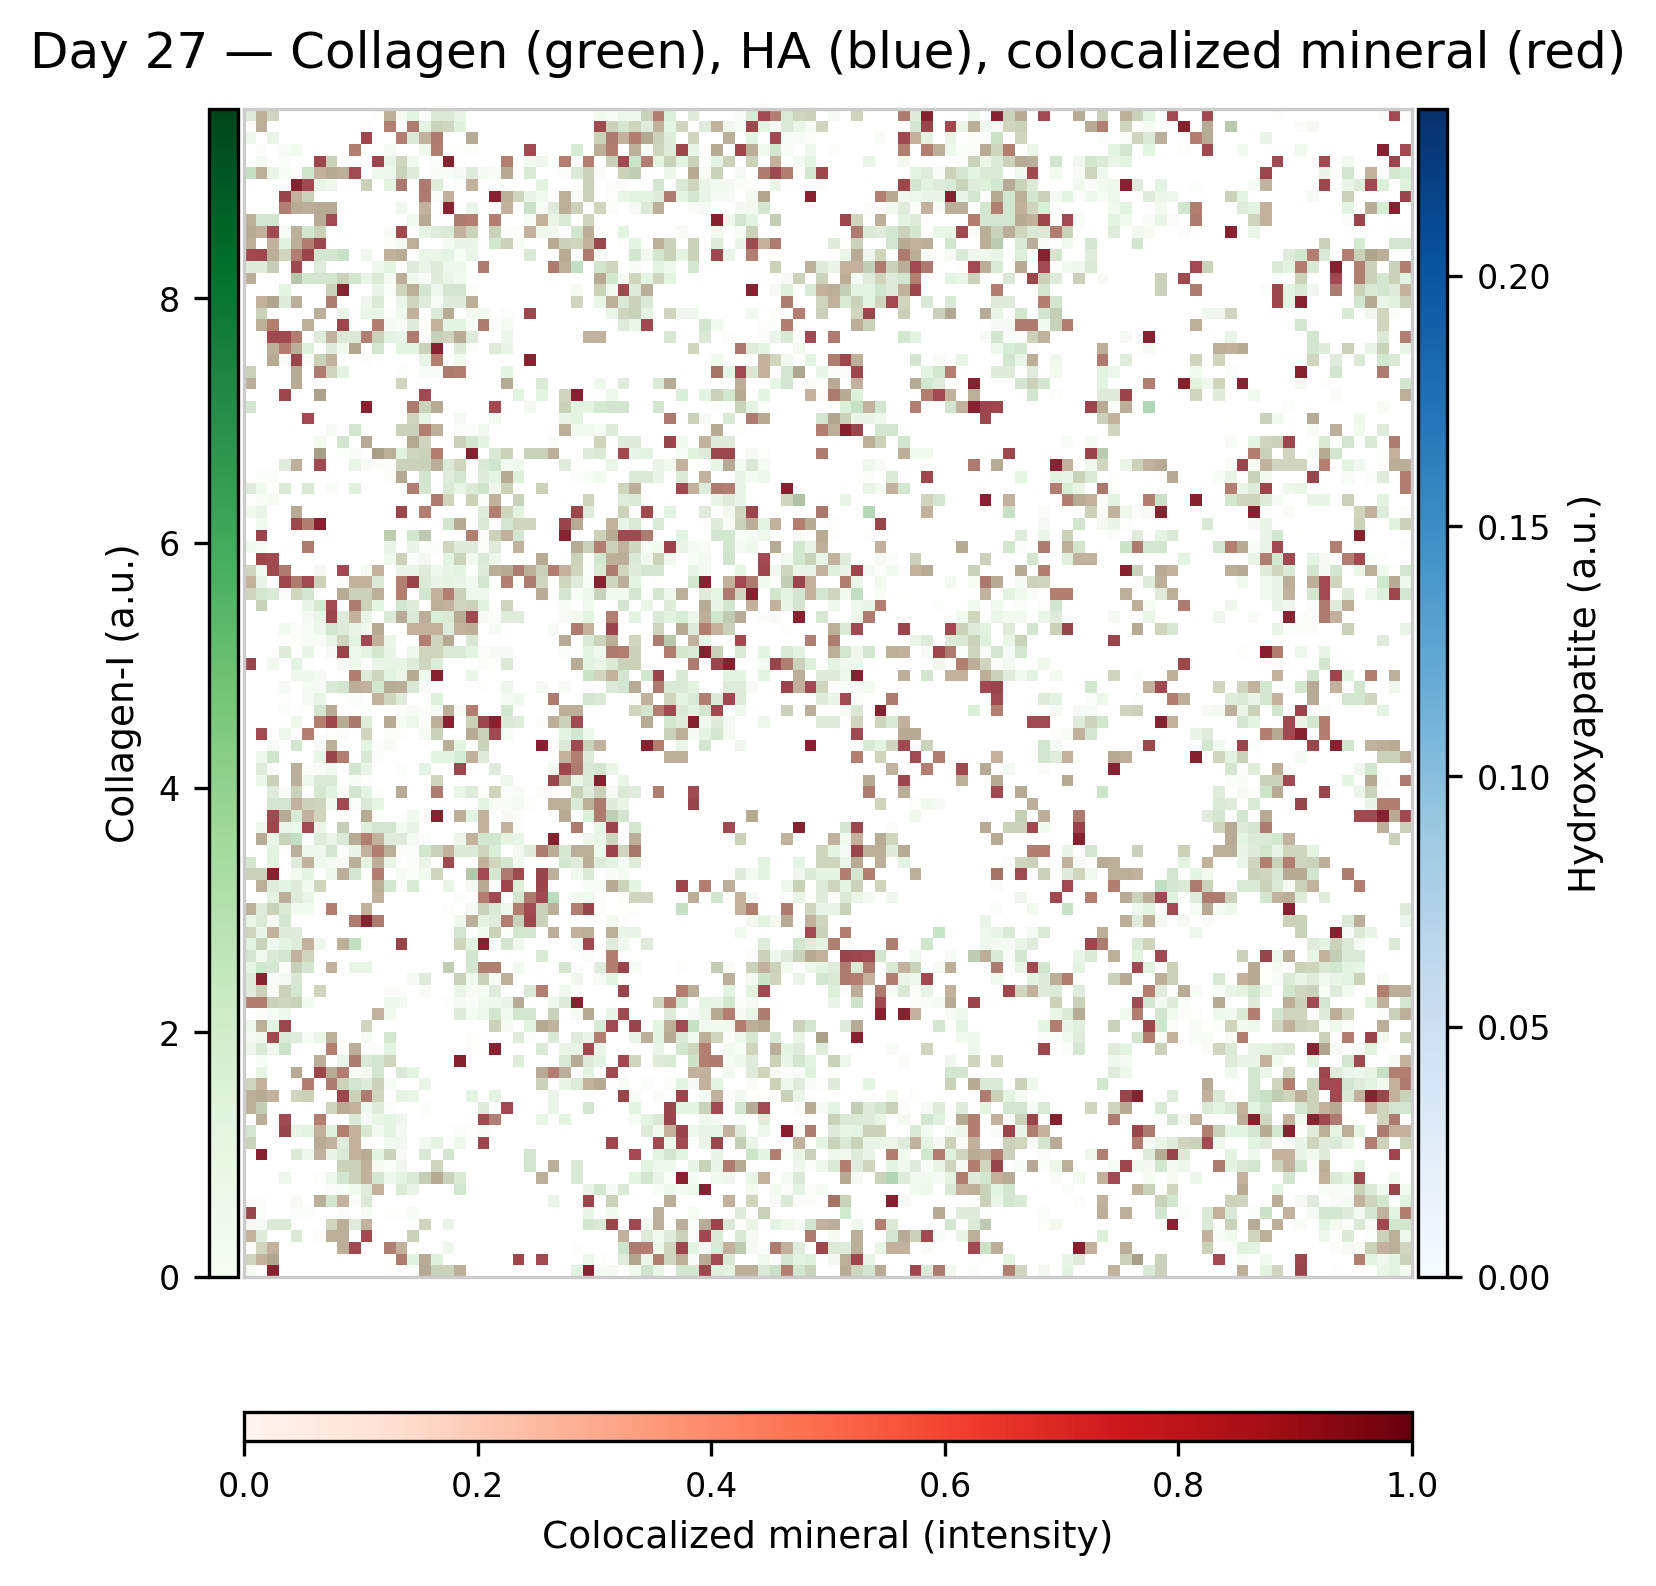 Day 27 — Collagen (green), HA (blue), colocalized mineral (red)
Collagen-I (a.u.)
8
6
4
2
0
0.20
0.15
0.10
0.05
0.00
Hydroxyapatite (a.u.)
0.0 0.2 0.4 0.6 0.8 1.0
Colocalized mineral (intensity)